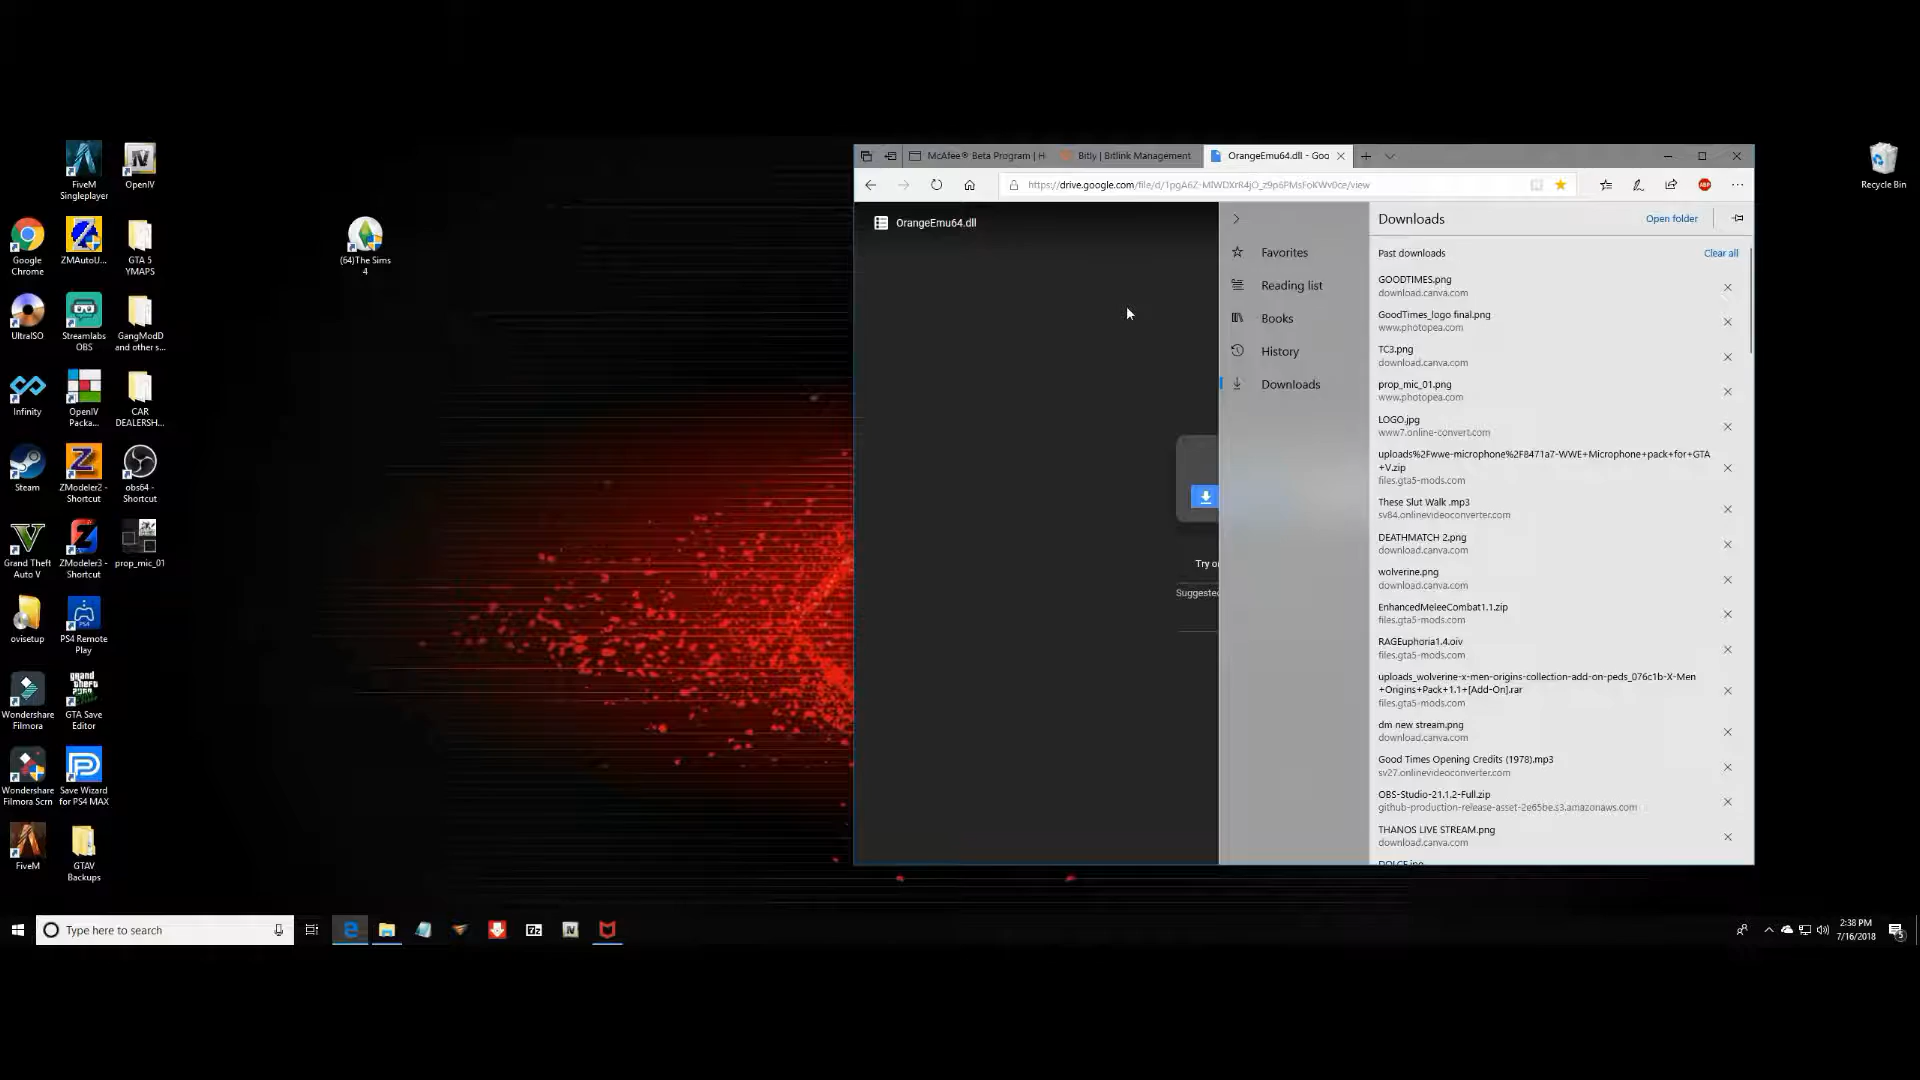 FiveM
Singleplayer
OpenIV
Google
Chrome
ZMAutoU...
GTA 5
YMAPS
(64)The Sims
4
UltraISO
Streamlabs
OBS
GangModD
and other s...
Infinity
OpenIV
Packa...
CAR
DEALERSH...
Steam
ZModeler2 -
Shortcut
obs64 -
Shortcut
Grand Theft
Auto V
ZModeler3 -
Shortcut
prop_mic_01
ovisetup
PS4 Remote
Play
Wondershare
Filmora
GTA Save
Editor
Wondershare
Filmora Scrn
Save Wizard
for PS4 MAX
FiveM
GTAV
Backups
Recycle Bin
McAfee® Beta Program | H
Bitly | Bitlink Management
OrangeEmu64.dll - Goo
ABP
OrangeEmu64.dll
Try o
Suggested
Favorites
Reading list
Books
History
Downloads
Downloads
Open folder
Past downloads
Clear all
GOODTIMES.png
download.canva.com
GoodTimes_logo final.png
www.photopea.com
TC3.png
download.canva.com
prop_mic_01.png
www.photopea.com
LOGO.jpg
www7.online-convert.com
uploads%2Fwwe-microphone%2F8471a7-WWE+Microphone+pack+for+GTA
+V.zip
files.gta5-mods.com
These Slut Walk .mp3
sv84.onlinevideoconverter.com
DEATHMATCH 2.png
download.canva.com
wolverine.png
download.canva.com
EnhancedMeleeCombat1.1.zip
files.gta5-mods.com
RAGEuphoria1.4.oiv
files.gta5-mods.com
uploads_wolverine-x-men-origins-collection-add-on-peds_076c1b-X-Men
+Origins+Pack+1.1+[Add-On].rar
files.gta5-mods.com
dm new stream.png
download.canva.com
Good Times Opening Credits (1978).mp3
sv27.onlinevideoconverter.com
OBS-Studio-21.1.2-Full.zip
github-production-release-asset-2e65be.s3.amazonaws.com
THANOS LIVE STREAM.png
download.canva.com
Type here to search
7z
2:38 PM
7/16/2018
5